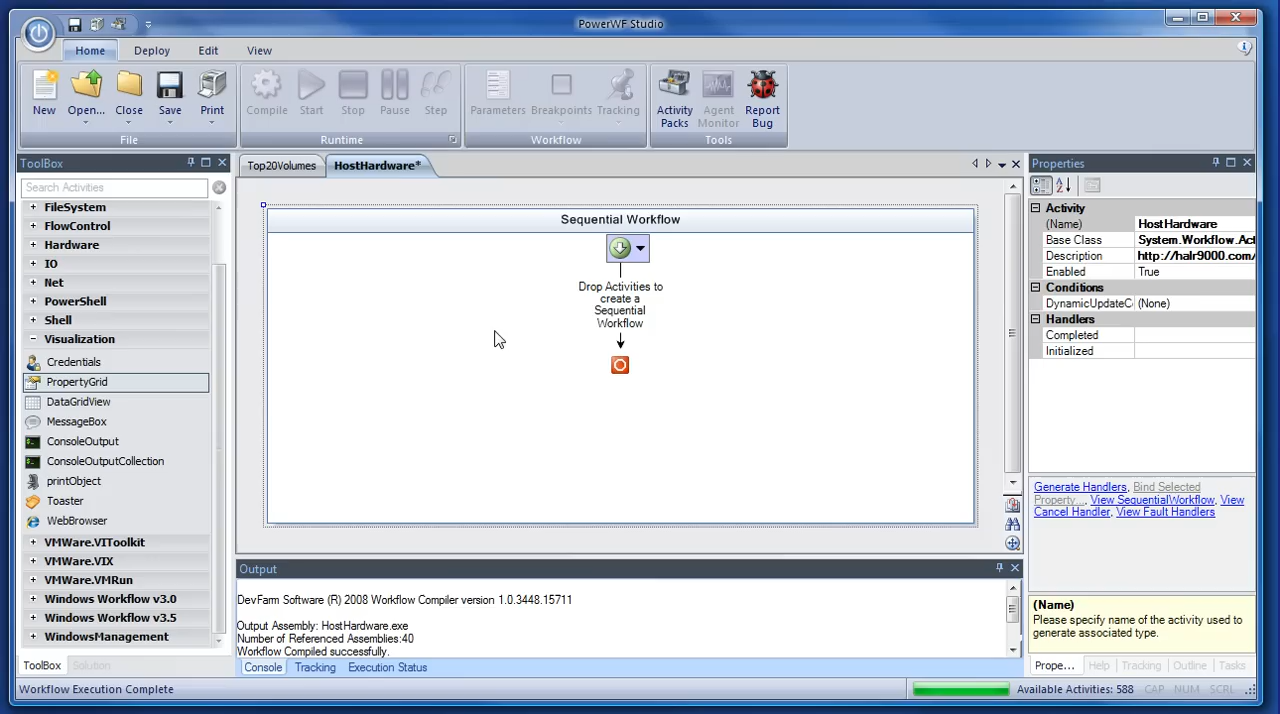 PowerWF Studio
Home Deploy Edit View
New Open... Close Save Print
File
Compile Start Stop Pause Step
Runtime
Parameters Breakpoints Tracking
Workflow
Activity Packs Agent Monitor Report Bug
Tools
ToolBox
Search Activities
FileSystem
FlowControl
Hardware
IO
Net
PowerShell
Shell
Visualization
Credentials
PropertyGrid
DataGridView
MessageBox
ConsoleOutput
ConsoleOutputCollection
printObject
Toaster
WebBrowser
VMWare.VIToolkit
VMWare.VIX
VMWare.VMRun
Windows Workflow v3.0
Windows Workflow v3.5
WindowsManagement
ToolBox Solution
Top20Volumes HostHardware*
Sequential Workflow
Drop Activities to
create a
Sequential
Workflow
Output
DevFarm Software (R) 2008 Workflow Compiler version 1.0.3448.15711
Output Assembly: HostHardware.exe
Number of Referenced Assemblies:40
Workflow Compiled successfully.
Console Tracking Execution Status
Properties
Activity
(Name) HostHardware
Base Class System.Workflow.Act
Description http://halr9000.com/
Enabled True
Conditions
DynamicUpdateC (None)
Handlers
Completed
Initialized
Generate Handlers, Bind Selected
Property..., View SequentialWorkflow, View
Cancel Handler, View Fault Handlers
(Name)
Please specify name of the activity used to
generate associated type.
Prope... Help Tracking Outline Tasks
Workflow Execution Complete
Available Activities: 588 CAP NUM SCRL